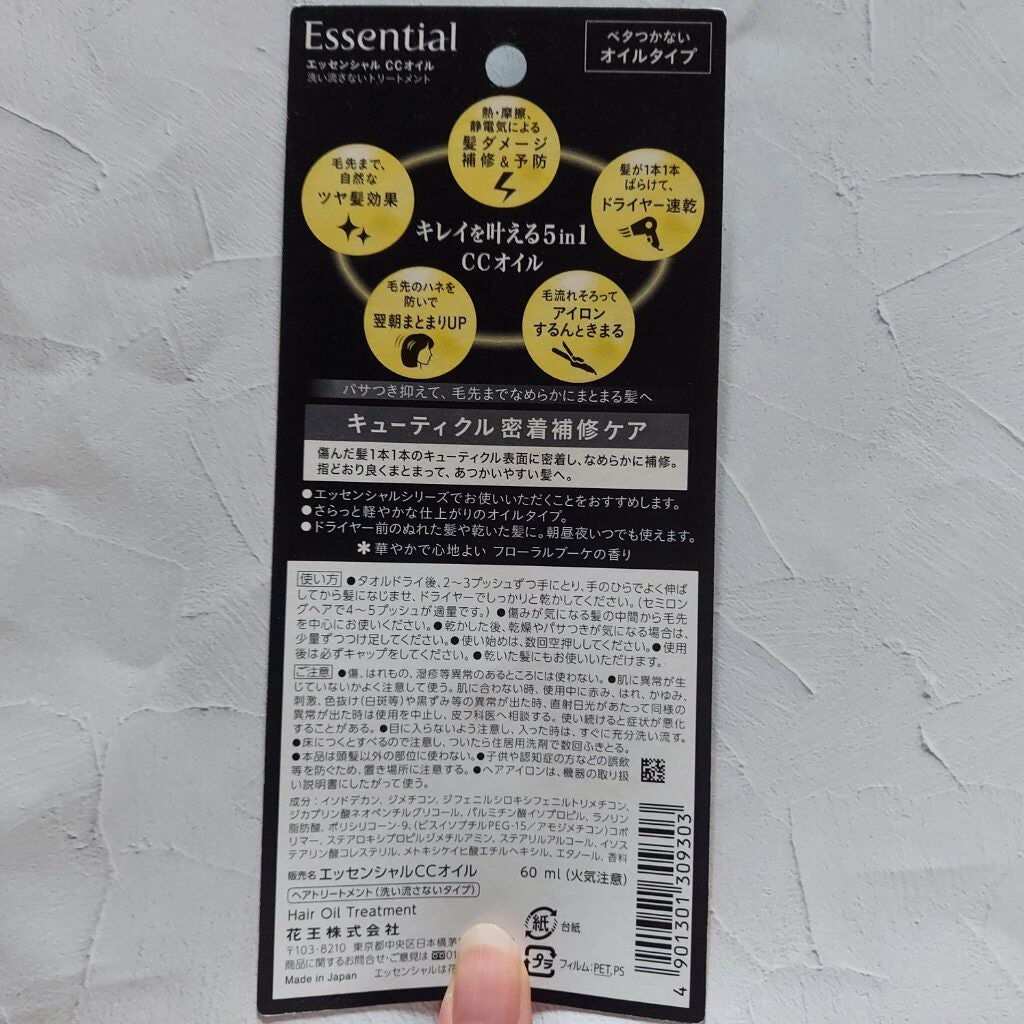 Essential
エッセンシャル CCオイル
洗い流さないトリートメント
ベタつかない
オイルタイプ
熱・摩擦、
静電気による
髪ダメージ
補修&予防
毛先まで、
自然な
ツヤ髪効果
髪が1本1本
ばらけて、
ドライヤー速乾
キレイを叶える5in1
CCオイル
毛先のハネを
防いで
翌朝まとまりUP
毛流れそろって
アイロン
するんときまる
パサつき抑えて、毛先までなめらかにまとまる髪へ
キューティクル 密着補修ケア
傷んだ髪1本1本のキューティクル表面に密着し、なめらかに補修。
指どおり良くまとまって、あつかいやすい髪へ。
●エッセンシャルシリーズでお使いいただくことをおすすめします。
●さらっと軽やかな仕上がりのオイルタイプ。
●ドライヤー前のぬれた髪や乾いた髪に。朝昼夜いつでも使えます。
✻華やかで心地よい フローラルブーケの香り
使い方 ●タオルドライ後、2〜3プッシュずつ手にとり、手のひらでよく伸ば
してから髪になじませ、ドライヤーでしっかりと乾かしてください。(セミロン
グヘアで4〜5プッシュが適量です。) ●傷みが気になる髪の中間から毛先
を中心にお使いください。●乾かした後、乾燥やパサつきが気になる場合は、
少量ずつつけ足してください。●使い始めは、数回空押ししてください。●使用
後は必ずキャップをしてください。●乾いた髪にもお使いいただけます。
ご注意 ●傷、はれもの、湿疹等異常のあるところには使わない。●肌に異常が生
じていないかよく注意して使う。肌に合わない時、使用中に赤み、はれ、かゆみ、
刺激、色抜け(白斑等)や黒ずみ等の異常が出た時、直射日光があたって同様の
異常が出た時は使用を中止し、皮フ科医へ相談する。使い続けると症状が悪化
することがある。●目に入らないよう注意し、入った時は、すぐに充分洗い流す。
●床につくとすべるので注意し、ついたら住居用洗剤で数回ふきとる。
●本品は頭髪以外の部位に使わない。●子供や認知症の方などの誤飲
等を防ぐため、置き場所に注意する。●ヘアアイロンは、機器の取り扱
い説明書にしたがって使う。
成分:イソドデカン、ジメチコン、ジフェニルシロキシフェニルトリメチコン、
ジカプリン酸ネオペンチルグリコール、パルミチン酸イソプロピル、ラノリン
脂肪酸、ポリシリコーン-9、(ビスイソブチルPEG-15/アモジメチコン)コポ
リマー、ステアロキシプロピルジメチルアミン、ステアリルアルコール、イソス
テアリン酸コレステリル、メトキシケイヒ酸エチルヘキシル、エタノール、香料
販売名 エッセンシャルCCオイル 60 ml (火気注意)
ヘアトリートメント(洗い流さないタイプ)
Hair Oil Treatment
花王株式会社
〒103-8210 東京都中央区日本橋茅
商品に関するお問合せ・ご意見は 01
Made in Japan エッセンシャルは花
紙 台紙
プラ フィルム:PET, PS
4 901301 309303